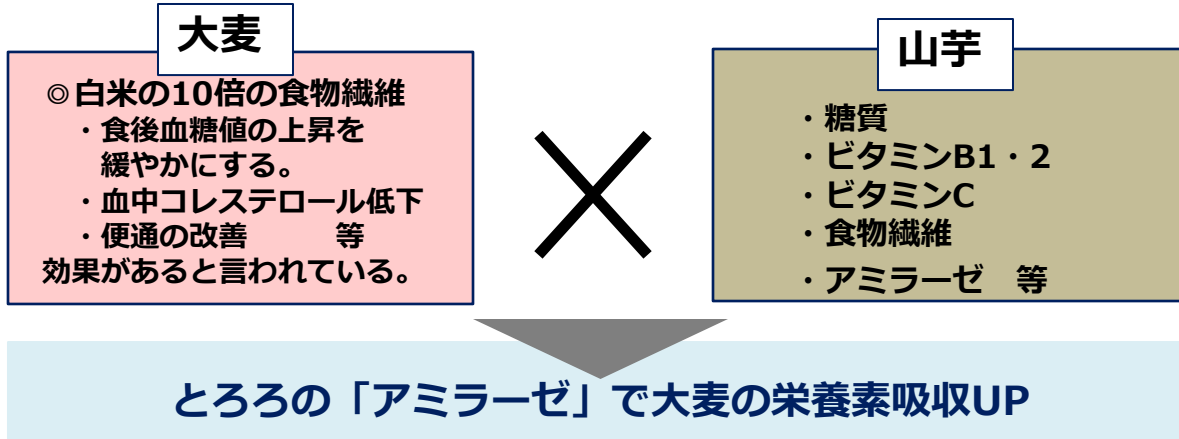 大麦
◎白米の10倍の食物繊維
・食後血糖値の上昇を
緩やかにする。
・血中コレステロール低下
・便通の改善　　　等
効果があると言われている。
山芋
・糖質
・ビタミンB1・2
・ビタミンC
・食物繊維
・アミラーゼ　等
とろろの「アミラーゼ」で大麦の栄養素吸収UP